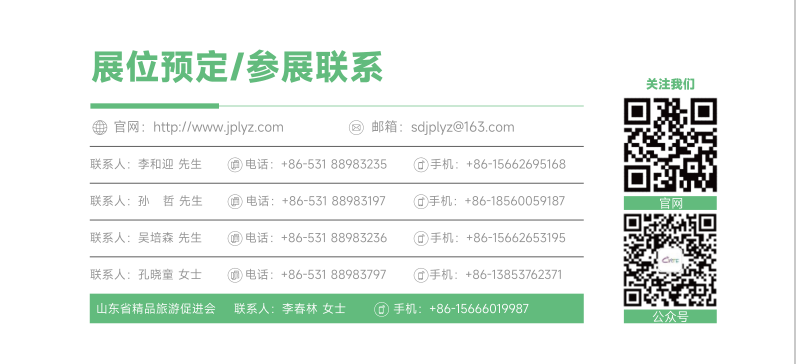 展位预定/参展联系
关注我们
官网：http://www.jplyz.com 邮箱：sdjplyz@163.com
联系人：李和迎 先生 电话：+86-531 88983235 手机：+86-15662695168
联系人：孙 哲 先生 电话：+86-531 88983197 手机：+86-18560059187
官网
联系人：吴培森 先生 电话：+86-531 88983236 手机：+86-15662653195
联系人：孔晓童 女士 电话：+86-531 88983797 手机：+86-13853762371
山东省精品旅游促进会 联系人：李春林 女士 手机：+86-15666019987
公众号